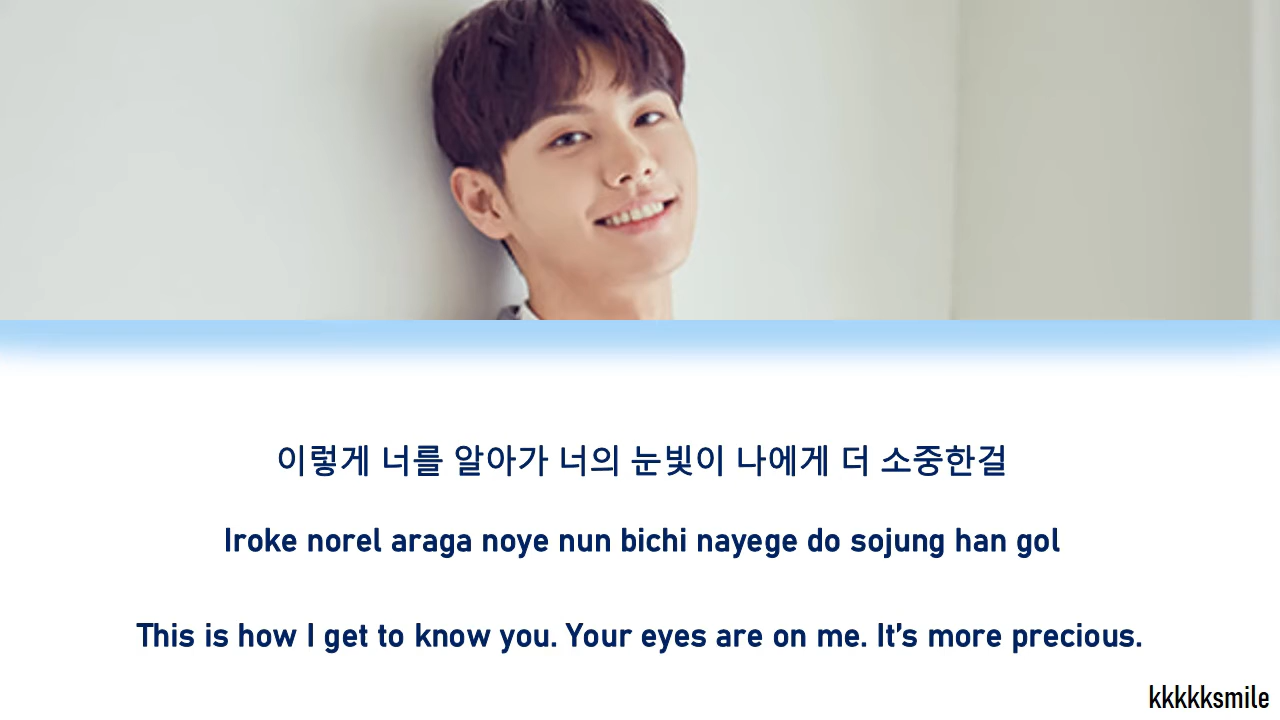 이렇게 너를 알아가 너의 눈빛이 나에게 더 소중한걸
Iroke norel araga noye nun bichi nayege do sojung han gol
This is how I get to know you. Your eyes are on me. It’s more precious.
kkkkksmile